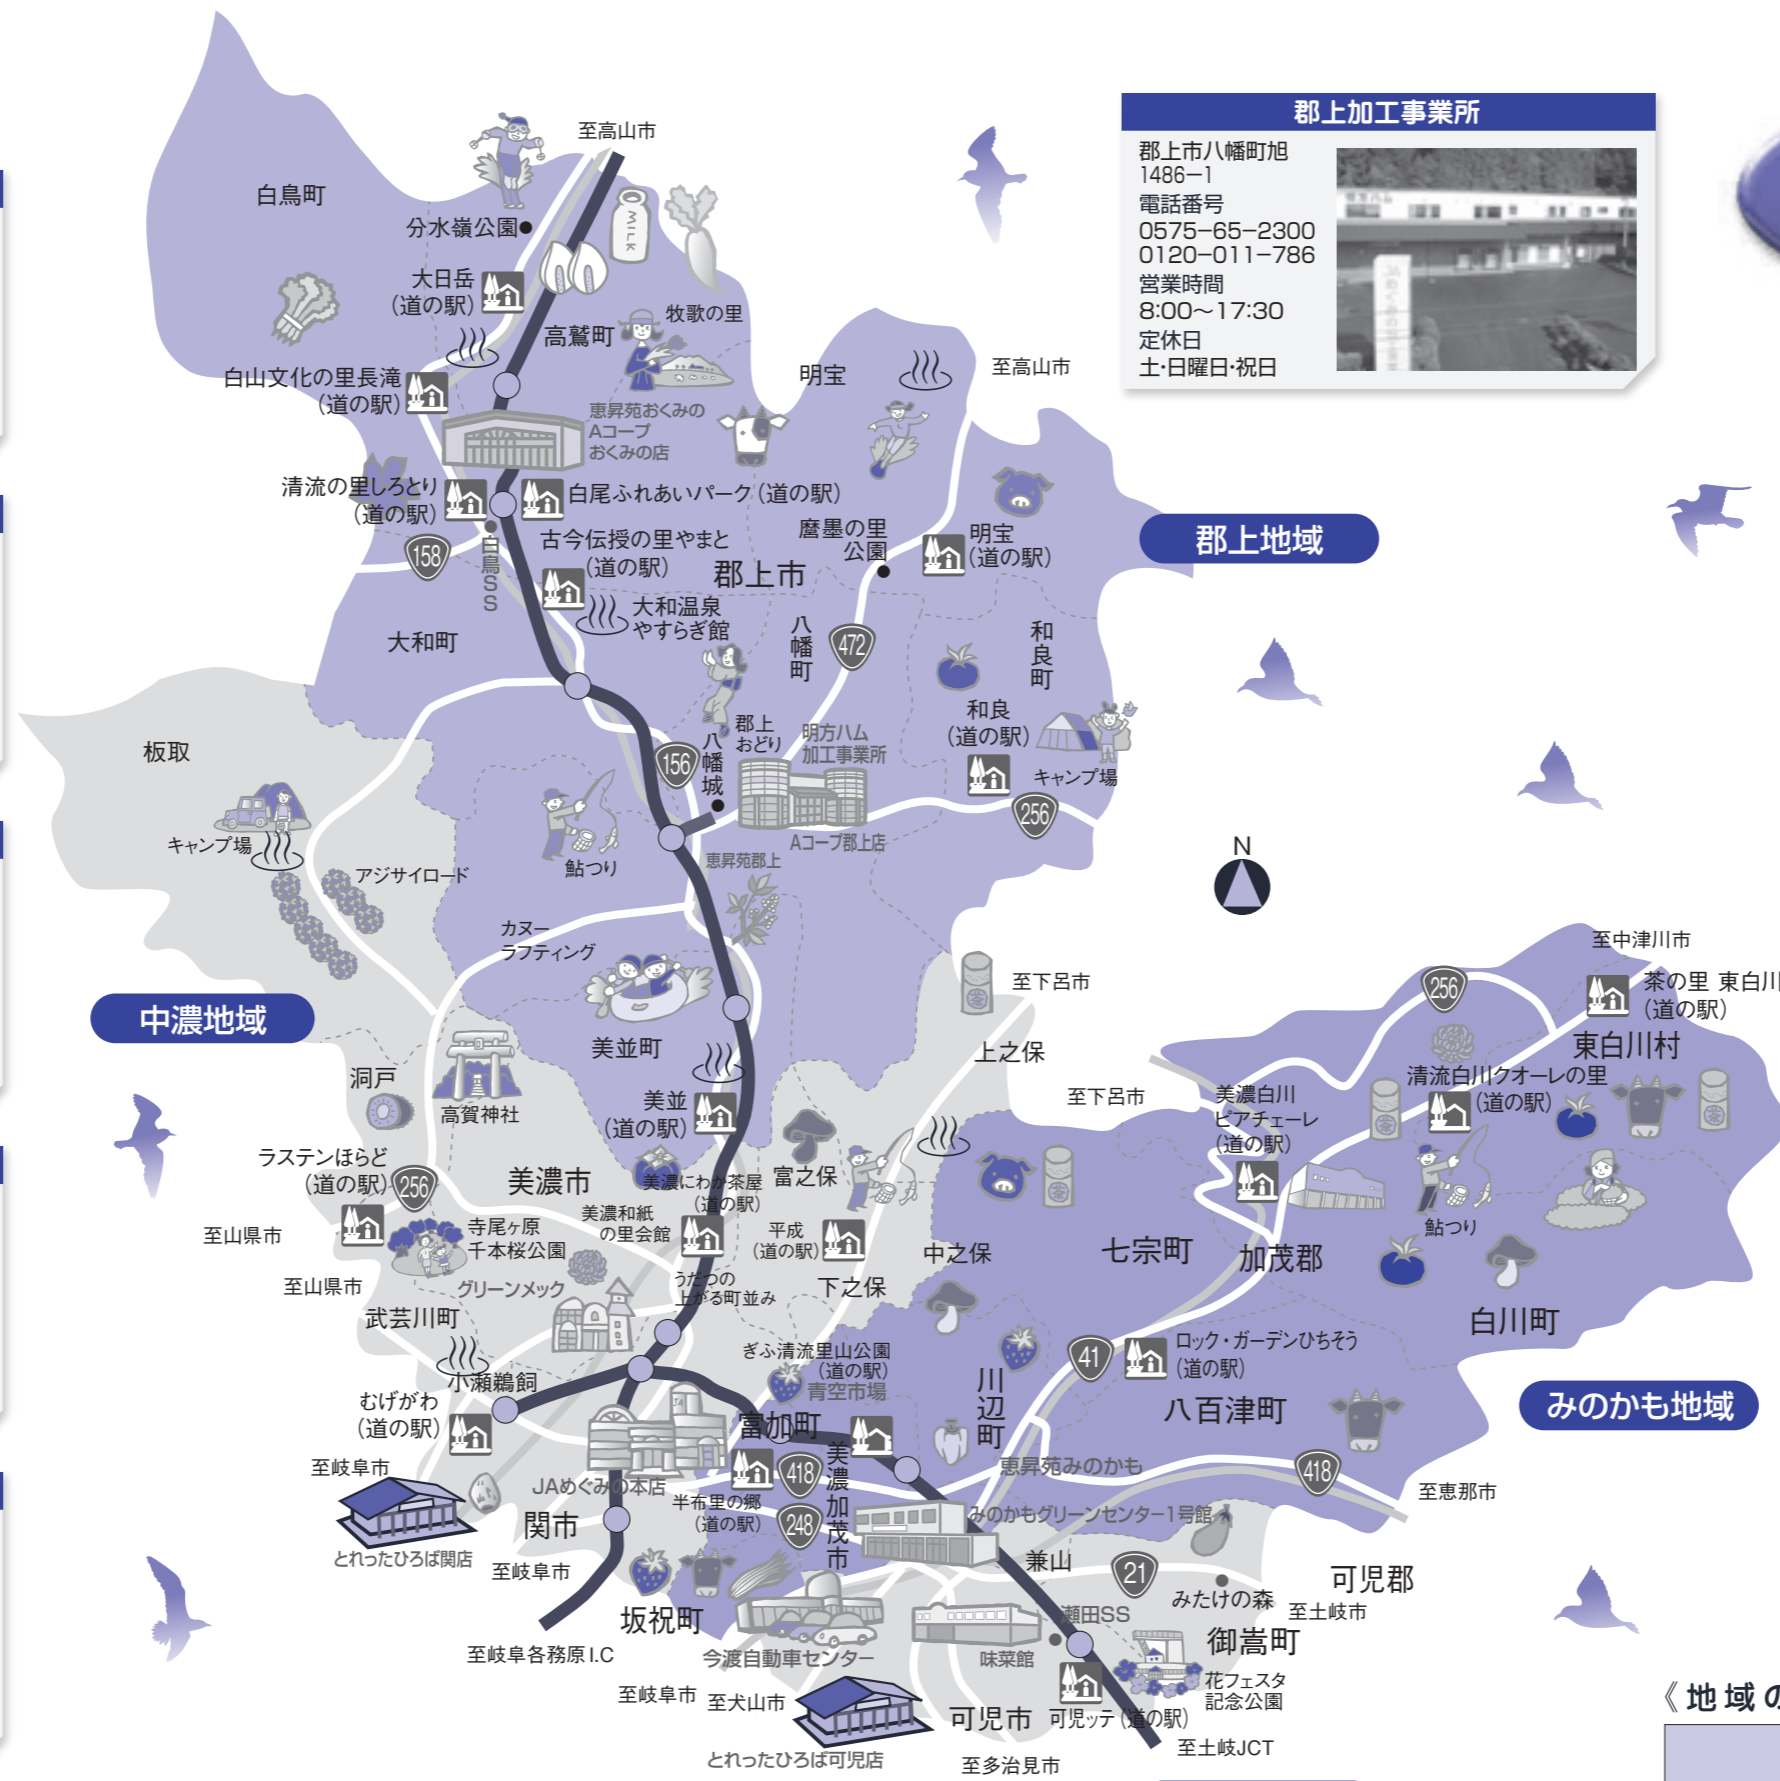 郡上加工事業所
郡上市八幡町旭
1486−1
電話番号
0575−65−2300
0120−011−786
営業時間
8:00〜17:30
定休日
土・日曜日・祝日
至高山市
白鳥町
分水嶺公園
MILK
大日岳
(道の駅)
高鷲町
牧歌の里
明宝
至高山市
白山文化の里長滝
(道の駅)
恵昇苑おくみの
Aコープ
おくみの店
清流の里しろとり
(道の駅)
白尾ふれあいパーク(道の駅)
158
白鳥SS
古今伝授の里やまと
(道の駅)
郡上市
磨墨の里
公園
明宝
(道の駅)
郡上地域
大和町
大和温泉
やすらぎ館
八幡町
472
和良町
板取
156
八幡城
郡上
おどり
明方ハム
加工事業所
和良
(道の駅)
キャンプ場
256
キャンプ場
鮎つり
Aコープ郡上店
恵昇苑郡上
アジサイロード
N
カヌー
ラフティング
中濃地域
美並町
至下呂市
上之保
至中津川市
256
茶の里 東白川
(道の駅)
東白川村
洞戸
高賀神社
美並
(道の駅)
至下呂市
美濃白川
ピアチェーレ
(道の駅)
清流白川クオーレの里
(道の駅)
茶
茶
茶
茶
ラステンほらど
(道の駅)
256
美濃市
美濃にわか茶屋
(道の駅)
富之保
至山県市
寺尾ヶ原
千本桜公園
美濃和紙
の里会館
平成
(道の駅)
中之保
七宗町
加茂郡
鮎つり
至山県市
グリーンメック
うだつの
上がる町並み
下之保
武芸川町
白川町
小瀬鵜飼
ぎふ清流里山公園
(道の駅)
青空市場
41
ロック・ガーデンひちそう
(道の駅)
川辺町
八百津町
みのかも地域
むげがわ
(道の駅)
JA
富加町
至岐阜市
JAめぐみの本店
418
半布里の郷
(道の駅)
248
美濃加茂市
恵昇苑みのかも
418
至恵那市
みのかもグリーンセンター1号館
関市
とれったひろば関店
至岐阜市
兼山
21
みたけの森
可児郡
至土岐市
坂祝町
瀬田SS
御嵩町
至岐阜各務原I.C
今渡自動車センター
味菜館
花フェスタ
記念公園
至岐阜市
至犬山市
可児市
可児ッテ(道の駅)
とれったひろば可児店
至多治見市
至土岐JCT
《地域の